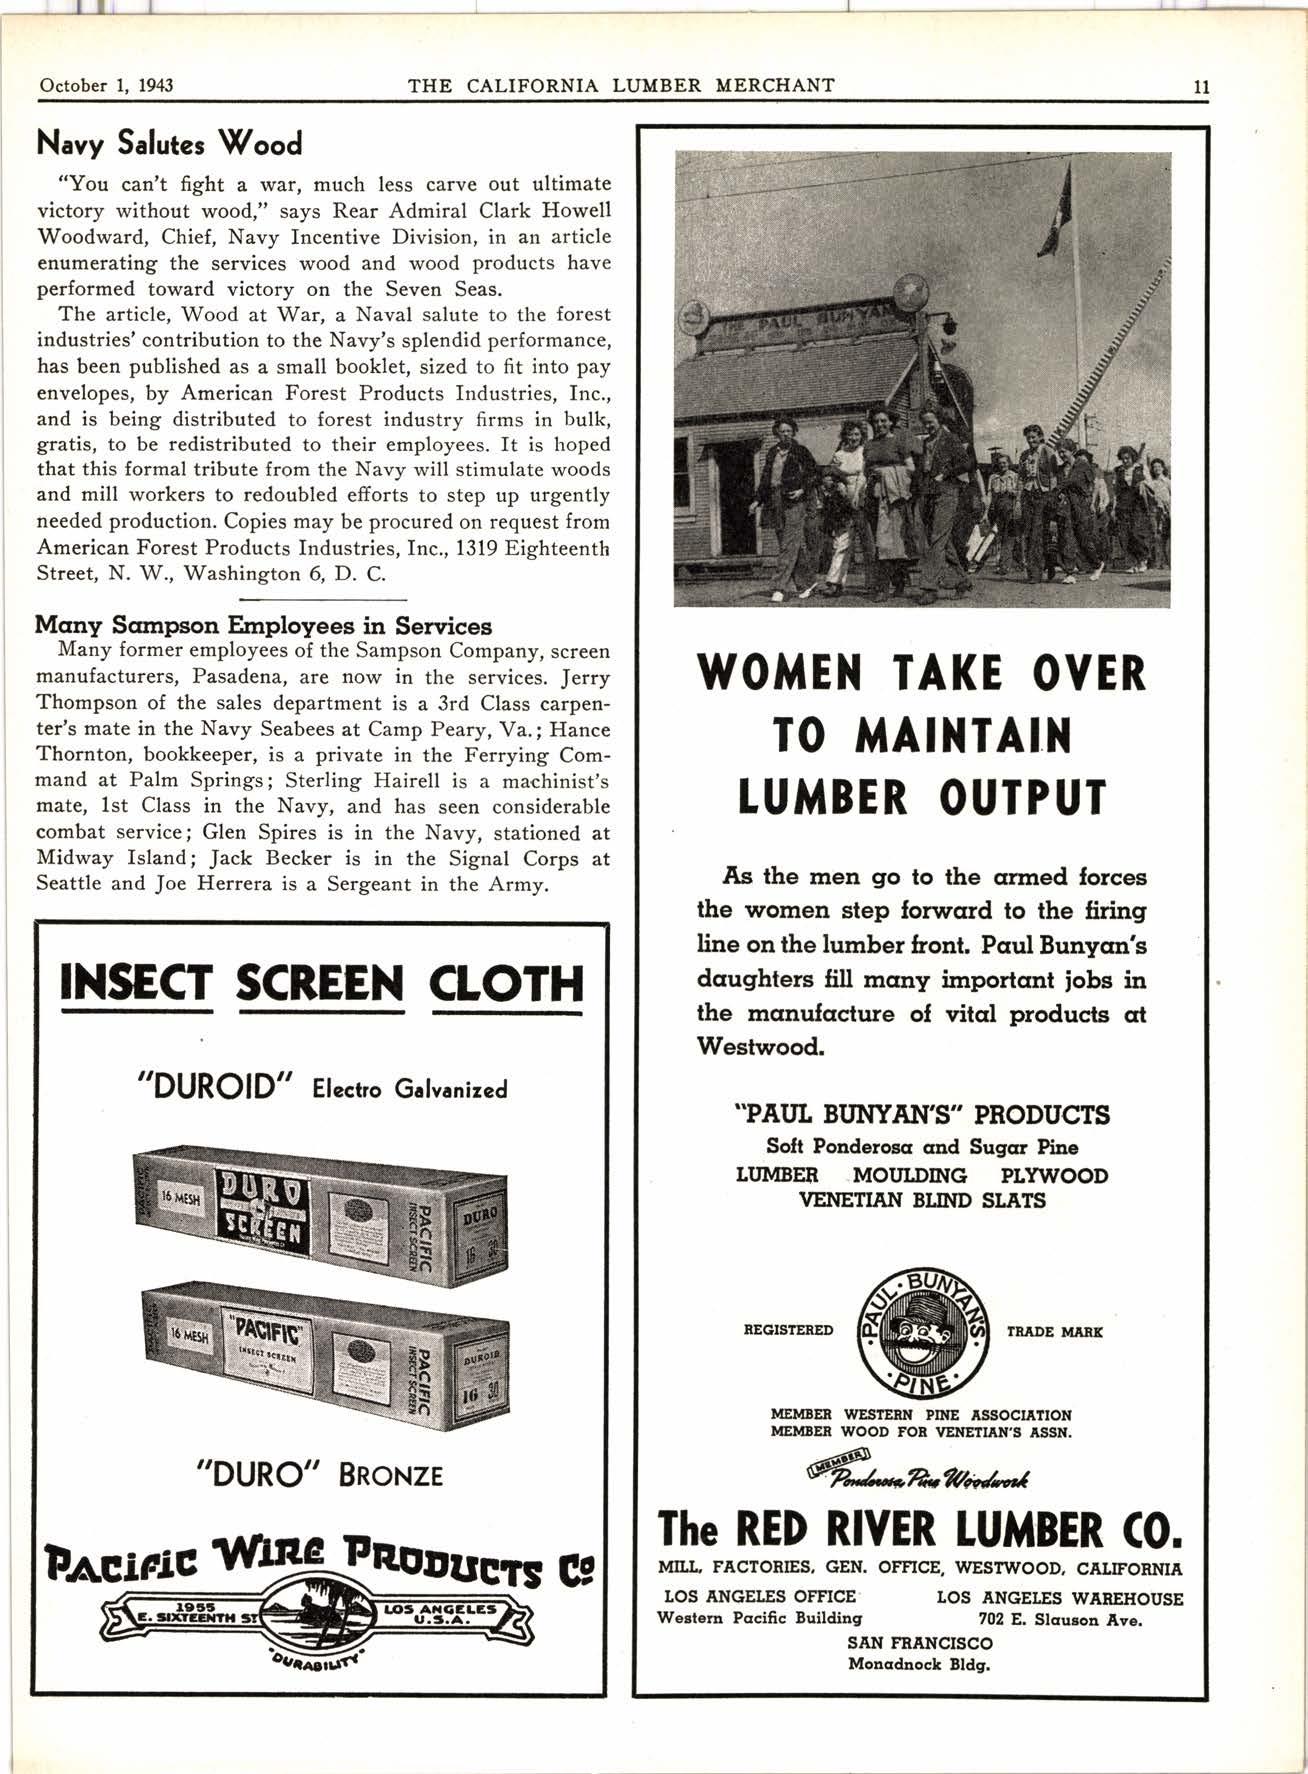 October 1, 1943
THE CALIFORNIA LUMBER MERCHANT
11
Navy Salutes Wood
"You can't fight a war, much less carve out ultimate
victory without wood," says Rear Admiral Clark Howell
Woodward, Chief, Navy Incentive Division, in an article
enumerating the services wood and wood products have
performed toward victory on the Seven Seas.
The article, Wood at War, a Naval salute to the forest
industries' contribution to the Navy's splendid performance,
has been published as a small booklet, sized to fit into pay
envelopes, by American Forest Products Industries, Inc.,
and is being distributed to forest industry firms in bulk,
gratis, to be redistributed to their employees. It is hoped
that this formal tribute from the Navy will stimulate woods
and mill workers to redoubled efforts to step up urgently
needed production. Copies may be procured on request from
American Forest Products Industries, Inc., 1319 Eighteenth
Street, N. W., Washington 6, D. C.
Many Sampson Employees in Services
Many former employees of the Sampson Company, screen
manufacturers, Pasadena, are now in the services. Jerry
Thompson of the sales department is a 3rd Class carpen-
ter's mate in the Navy Seabees at Camp Peary, Va.; Hance
Thornton, bookkeeper, is a private in the Ferrying Com-
mand at Palm Springs; Sterling Hairell is a machinist's
mate, 1st Class in the Navy, and has seen considerable
combat service; Glen Spires is in the Navy, stationed at
Midway Island; Jack Becker is in the Signal Corps at
Seattle and Joe Herrera is a Sergeant in the Army.
INSECT SCREEN CLOTH
"DUROID" Electro Galvanized
PACIFIC
16 MESH
DURO
SCREEN
PACIFIC
INSECT SCREEN
DURO
16 30
PACIFIC
16 MESH
"PACIFIC"
INSECT SCREEN
PACIFIC
INSECT SCREEN
DUROID
16 30
"DURO" BRONZE
PACIFIC WIRE PRODUCTS CO
1955
E. SIXTEENTH ST
LOS ANGELES
U.S.A.
"DURABILITY"
THE PAUL BUNYAN
WOMEN TAKE OVER
TO MAINTAIN
LUMBER OUTPUT
As the men go to the armed forces
the women step forward to the firing
line on the lumber front. Paul Bunyan's
daughters fill many important jobs in
the manufacture of vital products at
Westwood.
"PAUL BUNYAN'S" PRODUCTS
Soft Ponderosa and Sugar Pine
LUMBER MOULDING PLYWOOD
VENETIAN BLIND SLATS
REGISTERED
PAUL · BUNYAN'S
· PINE ·
TRADE MARK
MEMBER WESTERN PINE ASSOCIATION
MEMBER WOOD FOR VENETIAN'S ASSN.
MEMBER
Ponderosa Pine Woodwork
The RED RIVER LUMBER CO.
MILL, FACTORIES, GEN. OFFICE, WESTWOOD, CALIFORNIA
LOS ANGELES OFFICE
Western Pacific Building
LOS ANGELES WAREHOUSE
702 E. Slauson Ave.
SAN FRANCISCO
Monadnock Bldg.